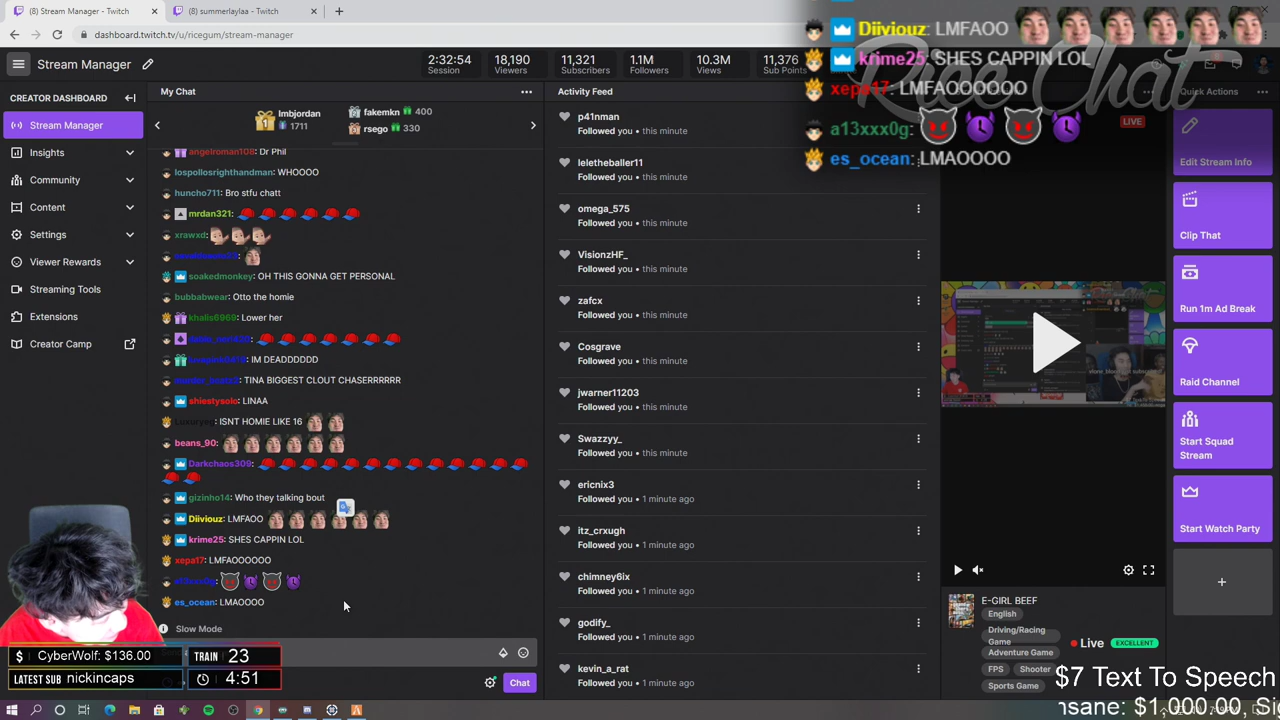 (8) Stream Manager - Twitch
(8) summerlaylaa - Twitch
dashboard.twitch.tv/u/ricegum/stream-manager
Stream Manager
2:32:54
Session
18,190
Viewers
11,321
Subscribers
1.1M
Followers
10.3M
Views
11,376
Sub Points
Rice Chat
Diiviouz: LMFAOO
krime25: SHES CAPPIN LOL
xepa17: LMFAOOOOOO
a13xxx0g:
es_ocean: LMAOOOO
CREATOR DASHBOARD
Stream Manager
Insights
Community
Content
Settings
Viewer Rewards
Streaming Tools
Extensions
Creator Camp
My Chat
lmbjordan
1711
fakemkn 400
rsego 330
angelroman108: Dr Phil
lospollosrighthandman: WHOOOO
huncho711: Bro stfu chatt
mrdan321:
xrawxd:
soakedmonkey: OH THIS GONNA GET PERSONAL
bubbabwear: Otto the homie
khalis6969: Lower her
IM DEADDDDD
TINA BIGGEST CLOUT CHASERRRRRR
shiestysolo: LINAA
ISNT HOMIE LIKE 16
beans_90:
Darkchaos309:
gizinho14: Who they talking bout
Diiviouz: LMFAOO
krime25: SHES CAPPIN LOL
xepa17: LMFAOOOOOO
a13xxx0g:
es_ocean: LMAOOOO
Slow Mode
Chat
Activity Feed
p41nman
Followed you • this minute
leletheballer11
Followed you • this minute
omega_575
Followed you • this minute
VisionzHF_
Followed you • this minute
zafcx
Followed you • this minute
Cosgrave
Followed you • this minute
jwarner11203
Followed you • this minute
Swazzyy_
Followed you • this minute
ericnix3
Followed you • 1 minute ago
itz_crxugh
Followed you • 1 minute ago
chimney6ix
Followed you • 1 minute ago
godify_
Followed you • 1 minute ago
kevin_a_rat
Followed you • 1 minute ago
LIVE
E-GIRL BEEF
English
Driving/Racing
Game
Adventure Game
FPS
Shooter
Sports Game
Live
EXCELLENT
Quick Actions
Edit Stream Info
Clip That
Run 1m Ad Break
Raid Channel
Start Squad
Stream
Start Watch
Party
$ CyberWolf: $136.00
TRAIN 23
LATEST SUB nickincaps
4:51
$7 Text To Speech
nsane: $1,000.00, Si